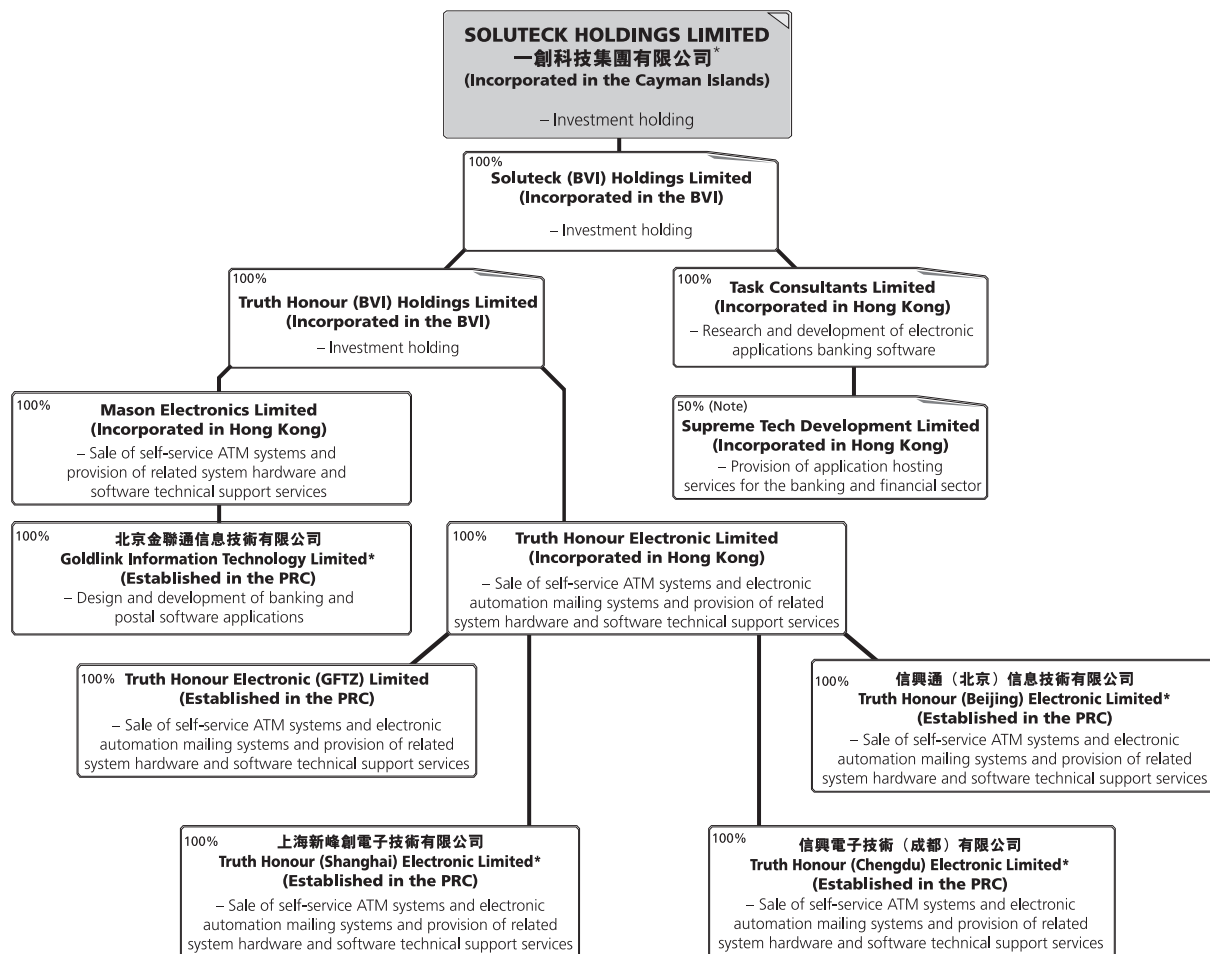 SOLUTECK HOLDINGS LIMITED
一創科技集團有限公司*
(Incorporated in the Cayman Islands)
– Investment holding
100%
Soluteck (BVI) Holdings Limited
(Incorporated in the BVI)
– Investment holding
100%
Truth Honour (BVI) Holdings Limited
(Incorporated in the BVI)
– Investment holding
100%
Task Consultants Limited
(Incorporated in Hong Kong)
– Research and development of electronic
applications banking software
100%
Mason Electronics Limited
(Incorporated in Hong Kong)
– Sale of self-service ATM systems and
provision of related system hardware and
software technical support services
50% (Note)
Supreme Tech Development Limited
(Incorporated in Hong Kong)
– Provision of application hosting
services for the banking and financial sector
100%
北京金聯通信息技術有限公司
Goldlink Information Technology Limited*
(Established in the PRC)
– Design and development of banking and
postal software applications
100%
Truth Honour Electronic Limited
(Incorporated in Hong Kong)
– Sale of self-service ATM systems and electronic
automation mailing systems and provision of related
system hardware and software technical support services
100%
Truth Honour Electronic (GFTZ) Limited
(Established in the PRC)
– Sale of self-service ATM systems and electronic
automation mailing systems and provision of related
system hardware and software technical support services
100%
信興通（北京）信息技術有限公司
Truth Honour (Beijing) Electronic Limited*
(Established in the PRC)
– Sale of self-service ATM systems and electronic
automation mailing systems and provision of related
system hardware and software technical support services
100%
上海新峰創電子技術有限公司
Truth Honour (Shanghai) Electronic Limited*
(Established in the PRC)
– Sale of self-service ATM systems and electronic
automation mailing systems and provision of related
system hardware and software technical support services
100%
信興電子技術（成都）有限公司
Truth Honour (Chengdu) Electronic Limited*
(Established in the PRC)
– Sale of self-service ATM systems and electronic
automation mailing systems and provision of related
system hardware and software technical support services